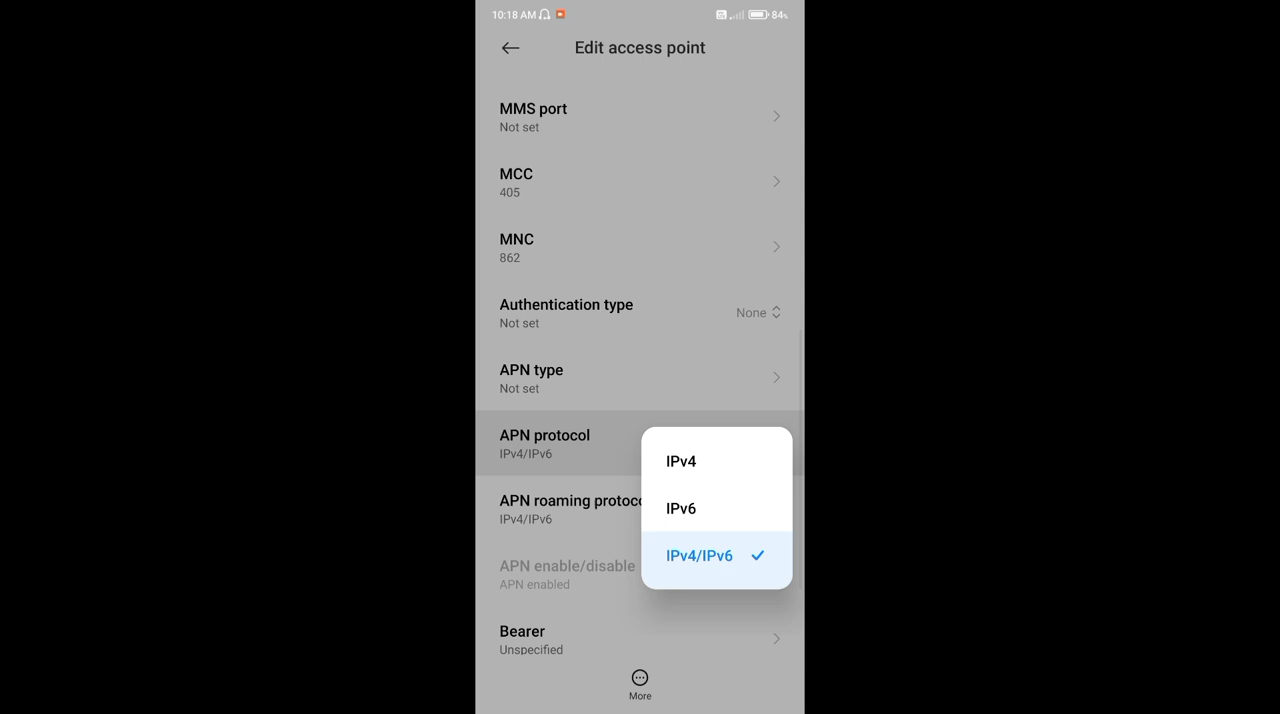 10:18 AM 84%
Edit access point
MMS port
Not set
MCC
405
MNC
862
Authentication type
Not set
None
APN type
Not set
APN protocol
IPv4/IPv6
IPv4
IPv6
IPv4/IPv6
APN roaming protoco
IPv4/IPv6
APN enable/disable
APN enabled
Bearer
Unspecified
More